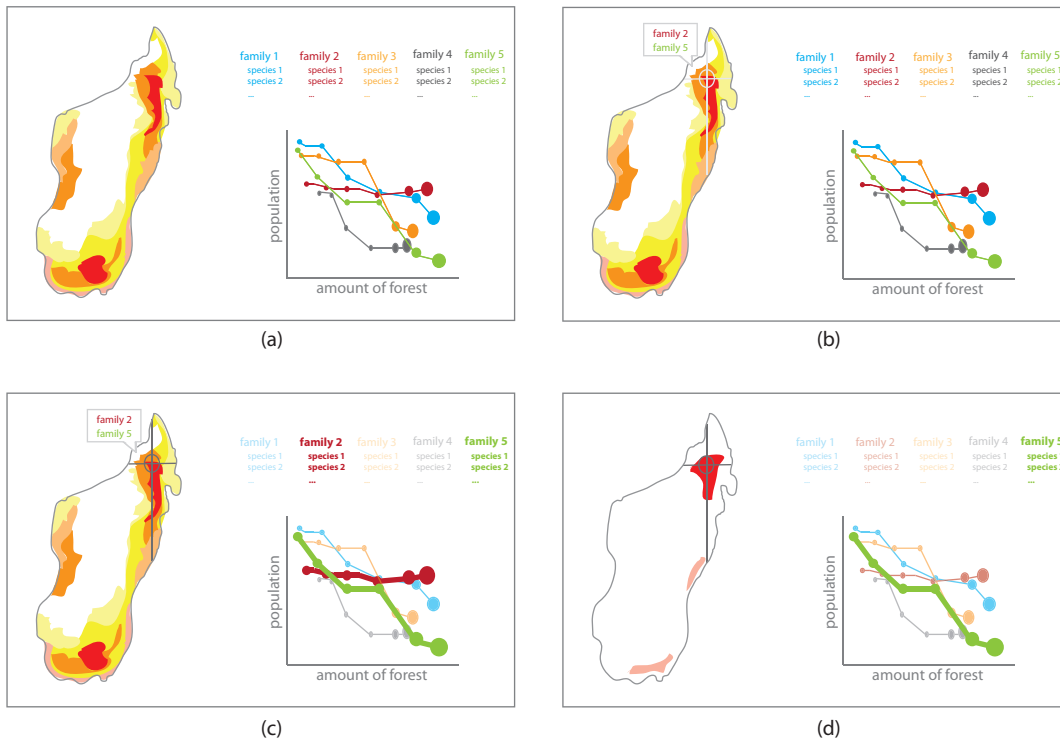 family 1 family 2 family 3 family 4 family 5
species 1 species 1 species 1 species 1 species 1
species 2 species 2 species 2 species 2 species 2
... ... ... ... ...
population
amount of forest
(a)
family 2
family 5
family 1 family 2 family 3 family 4 family 5
species 1 species 1 species 1 species 1 species 1
species 2 species 2 species 2 species 2 species 2
... ... ... ... ...
population
amount of forest
(b)
family 2
family 5
family 1 family 2 family 3 family 4 family 5
species 1 species 1 species 1 species 1 species 1
species 2 species 2 species 2 species 2 species 2
... ... ... ... ...
population
amount of forest
(c)
family 1 family 2 family 3 family 4 family 5
species 1 species 1 species 1 species 1 species
species 2 species 2 species 2 species 2 species 2
... ... ... ... ...
population
amount of forest
(d)